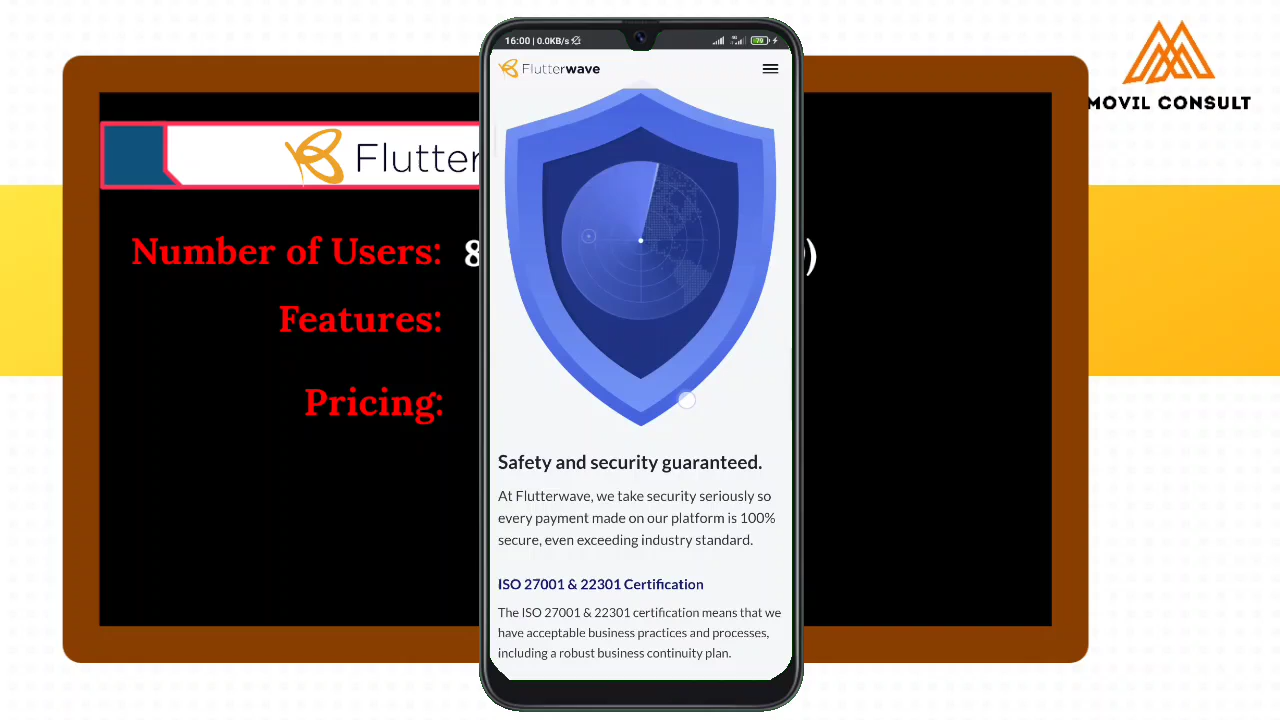 16:00 | 0.0KB/s
79
Flutterwave
MOVIL CONSULT
Flutter
Number of Users: 8 )
Features:
Pricing:
Safety and security guaranteed.
At Flutterwave, we take security seriously so
every payment made on our platform is 100%
secure, even exceeding industry standard.
ISO 27001 & 22301 Certification
The ISO 27001 & 22301 certification means that we
have acceptable business practices and processes,
including a robust business continuity plan.